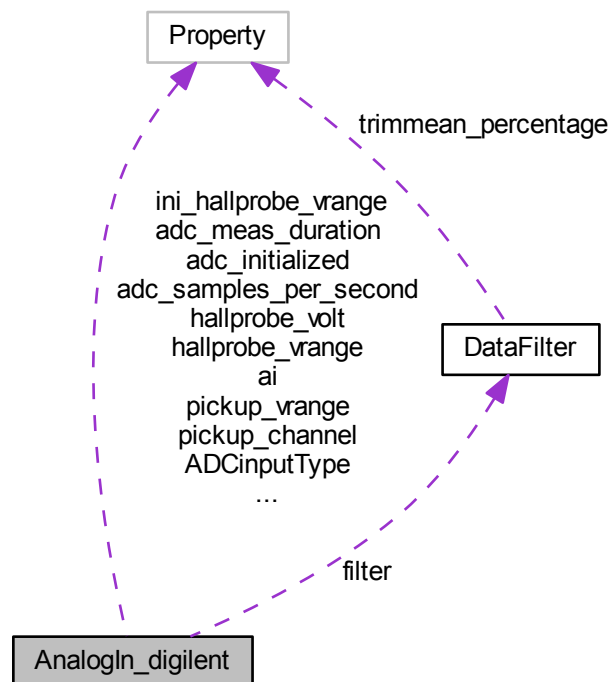 Property
trimmean_percentage
ini_hallprobe_vrange
adc_meas_duration
adc_initialized
adc_samples_per_second
hallprobe_volt
hallprobe_vrange
ai
pickup_vrange
pickup_channel
ADCinputType
...
DataFilter
filter
AnalogIn_digilent